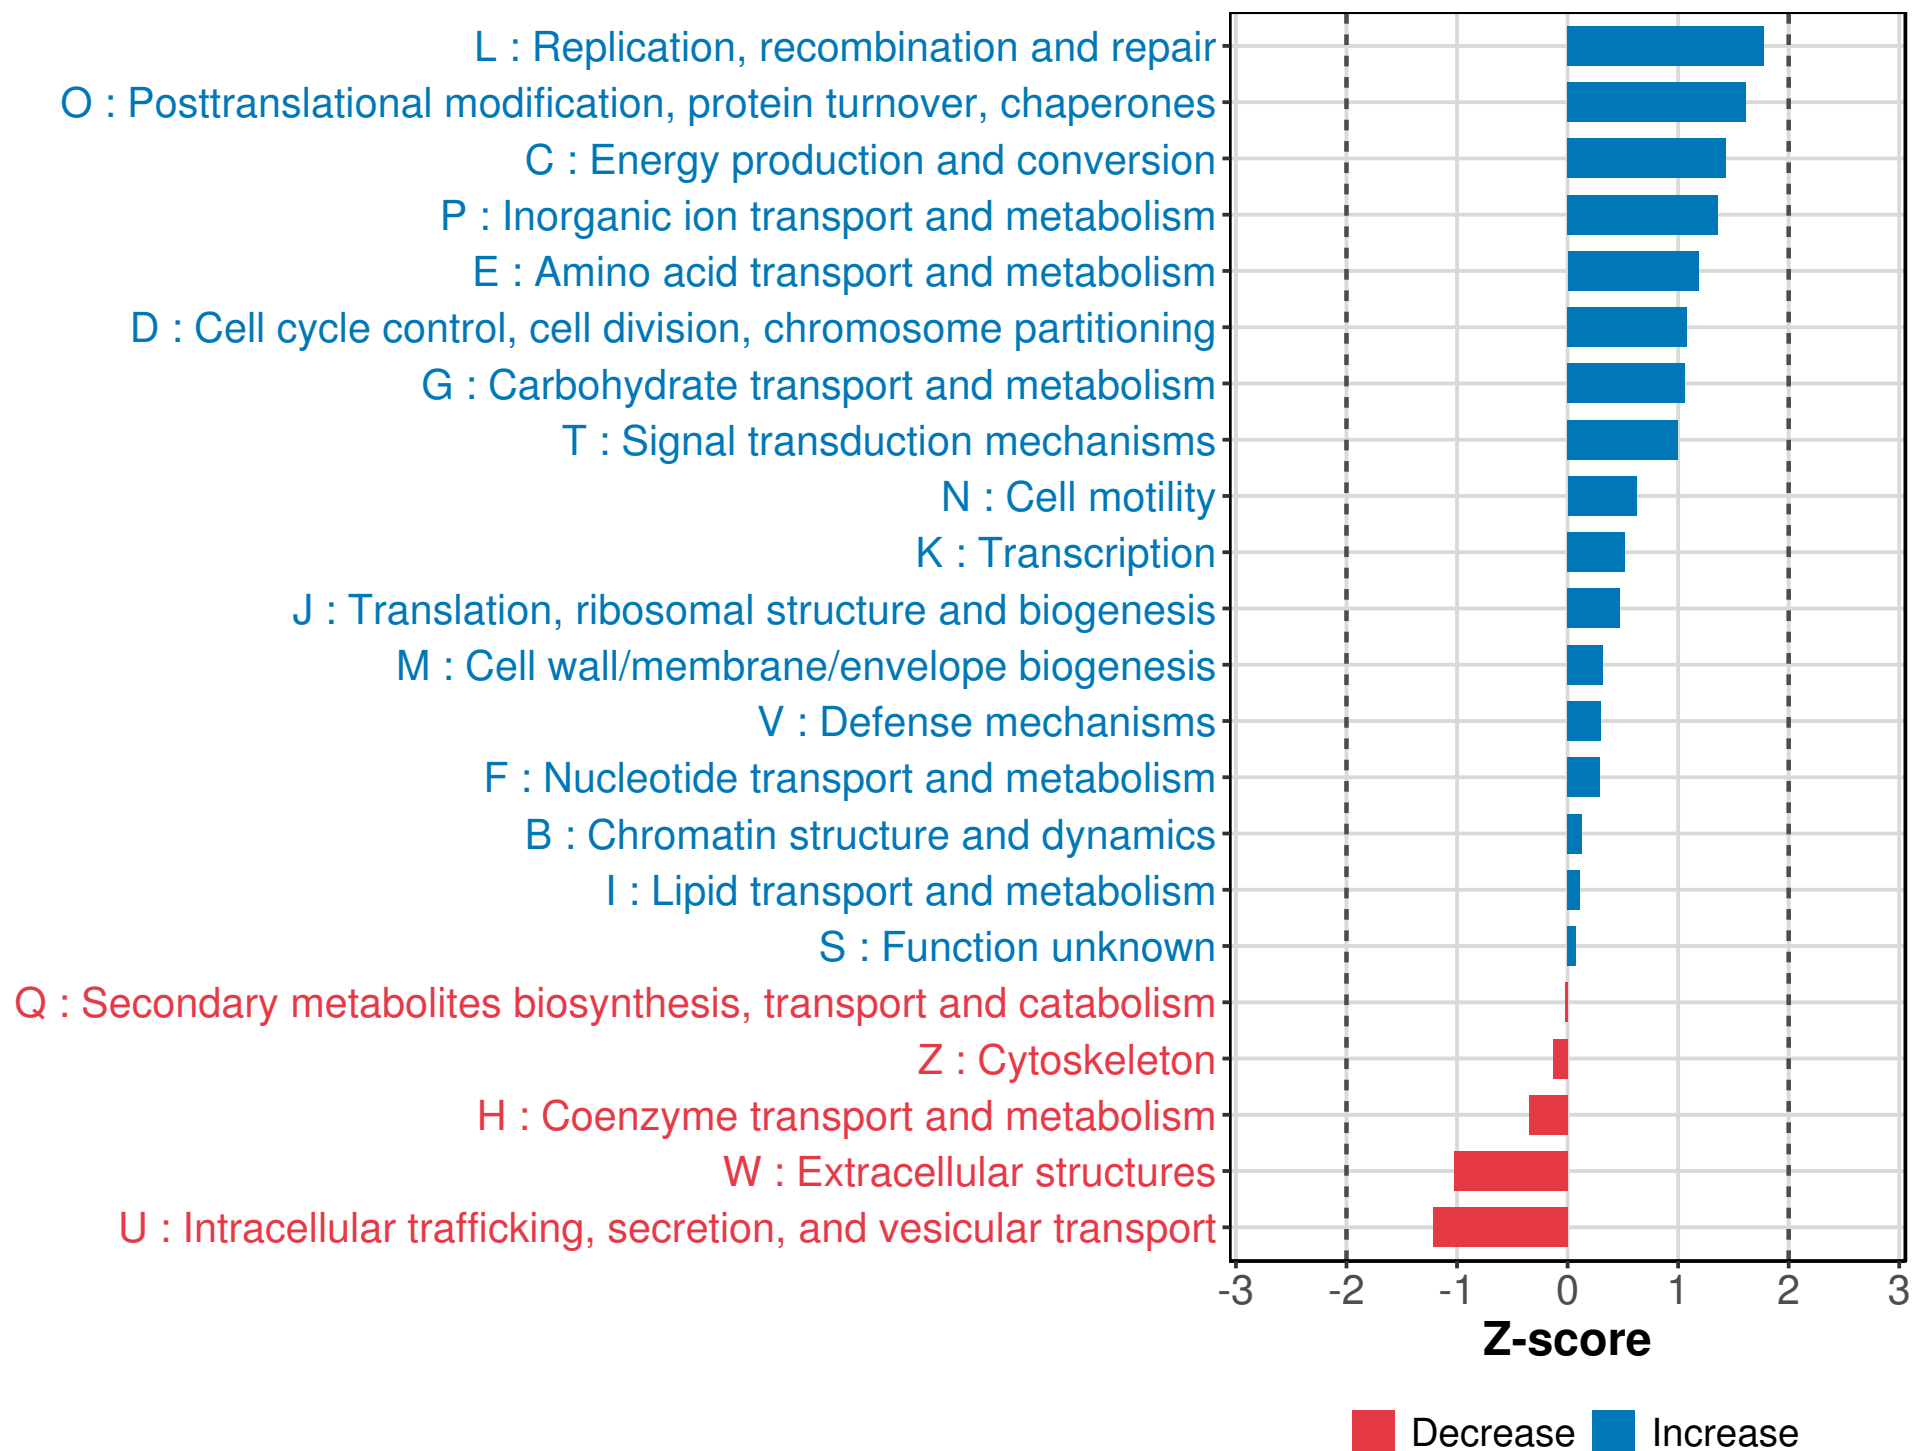 L : Replication, recombination and repair
O : Posttranslational modification, protein turnover, chaperones
C : Energy production and conversion
P : Inorganic ion transport and metabolism
E : Amino acid transport and metabolism
D : Cell cycle control, cell division, chromosome partitioning
G : Carbohydrate transport and metabolism
T : Signal transduction mechanisms
N : Cell motility
K : Transcription
J : Translation, ribosomal structure and biogenesis
M : Cell wall/membrane/envelope biogenesis
V : Defense mechanisms
F : Nucleotide transport and metabolism
B : Chromatin structure and dynamics
I : Lipid transport and metabolism
S : Function unknown
Q : Secondary metabolites biosynthesis, transport and catabolism
Z : Cytoskeleton
H : Coenzyme transport and metabolism
W : Extracellular structures
U : Intracellular trafficking, secretion, and vesicular transport
-3 -2 -1 0 1 2 3
Z-score
Decrease Increase